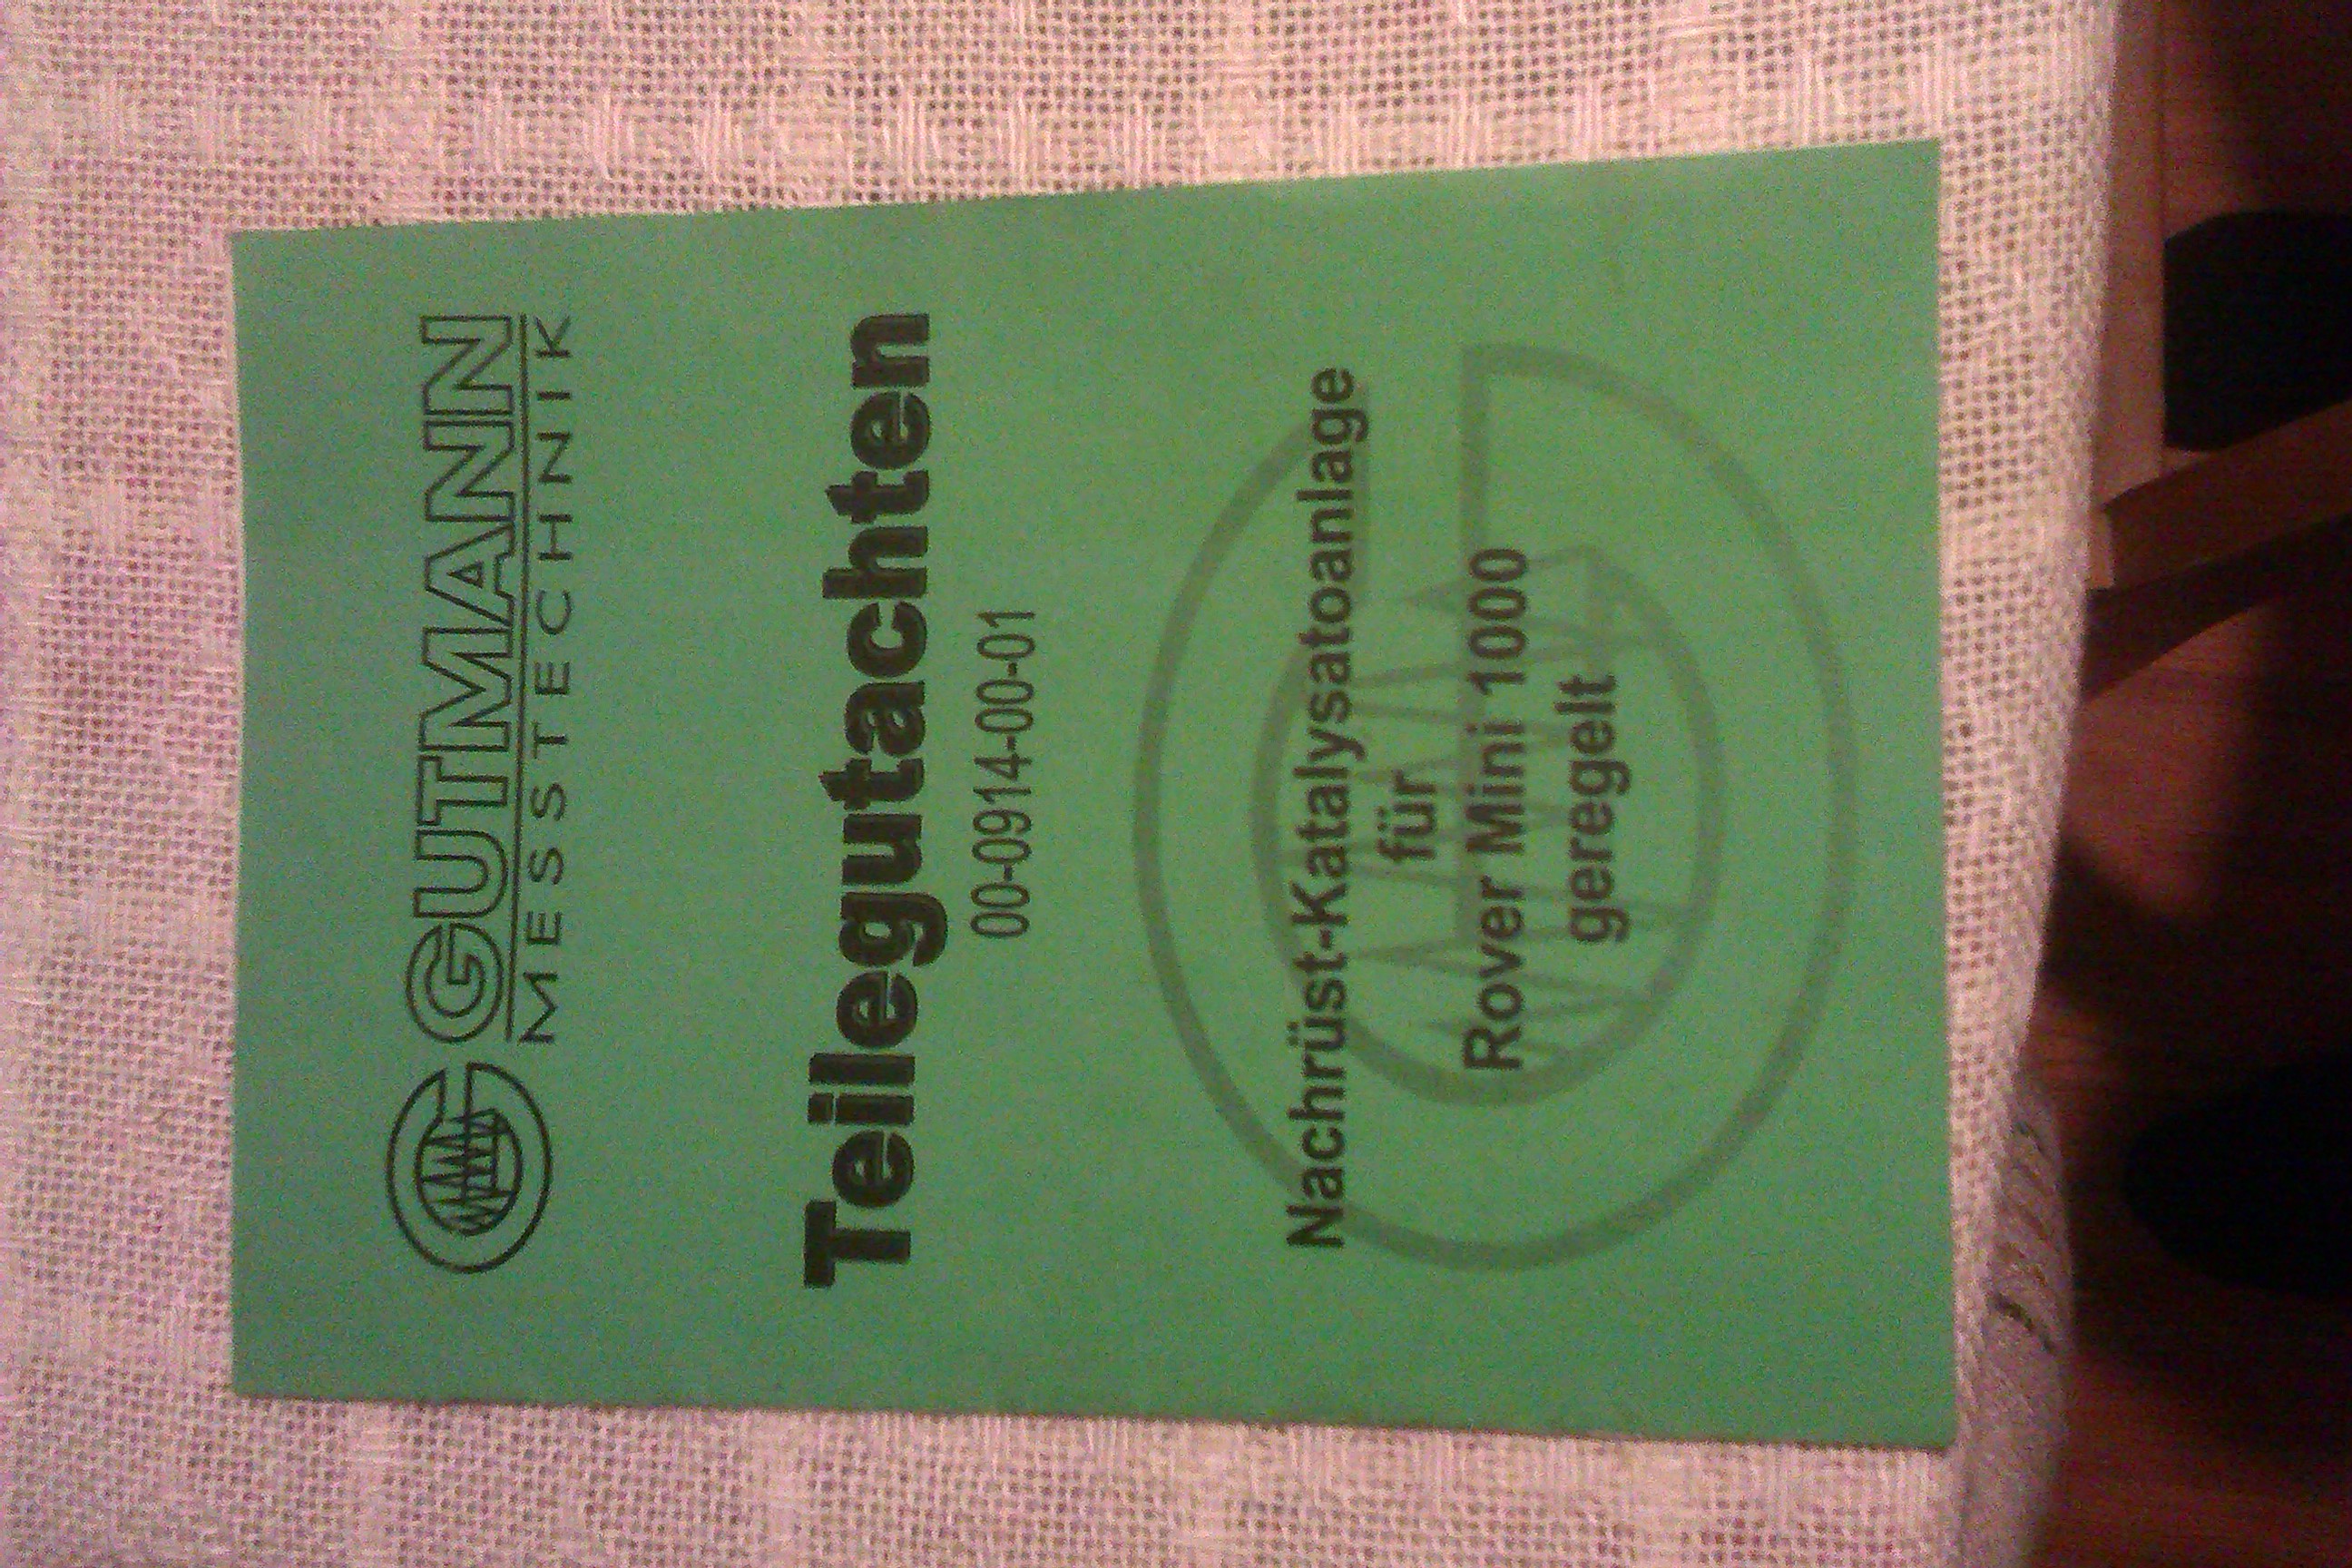 GUTMANN
MESSTECHNIK
Teilegutachten
00-0914-00-01
Nachrüst-Katalysatoanlage
für
Rover Mini 1000
geregelt